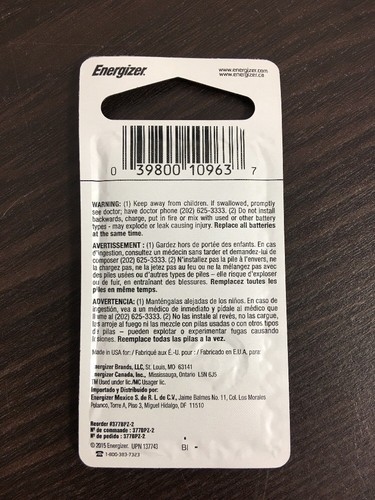 Energizer.
www.energizer.com
www.energizer.ca
0 39800 10963 7
WARNING: (1) Keep away from children. If swallowed, promptly
see doctor; have doctor phone (202) 625-3333. (2) Do not install
backwards, charge, put in fire or mix with used or other battery
types - may explode or leak causing injury. Replace all batteries
at the same time.
AVERTISSEMENT : (1) Gardez hors de portée des enfants. En cas
d'ingestion, consultez un médecin sans tarder et demandez-lui de
composer (202) 625-3333. (2) N'installez pas la pile à l'envers, ne
la chargez pas, ne la jetez pas au feu ou ne la mélangez pas avec
des piles usées ou d'autres types de piles – elle risque d'exploser
ou de fuir, en entraînant des blessures. Remplacez toutes les
piles en même temps.
ADVERTENCIA: (1) Manténgalas alejadas de los niños. En caso de
ingestión, vea a un médico de inmediato y pídale al médico que
llame al (202) 625-3333. (2) No las instale al revés, no las cargue,
las arroje al fuego ni las mezcle con pilas usadas o con otros tipos
de pilas – pueden explotar o experimentar fugas causando
lesiones. Reemplace todas las pilas a la vez.
Made in USA for: / Fabriqué aux É.-U. pour : / Fabricado en E.U.A. para:
Energizer Brands, LLC, St. Louis, MO 63141
Energizer Canada, Inc., Mississauga, Ontario L5N 6J5
TM Used under lic./MC Usager lic.
Importado y Distribuido por:
Energizer Mexico S. de R. L. de C.V., Jaime Balmes No. 11, Col. Los Morales
Polanco, Torre A, Piso 3, Miguel Hidalgo, DF 11510
Reorder #377BPZ-2
Nº de commande : 377BPZ-2
Nº de pedido : 377BPZ-2
© 2015 Energizer UPN 137743
BI -
☎ 1-800-383-7323